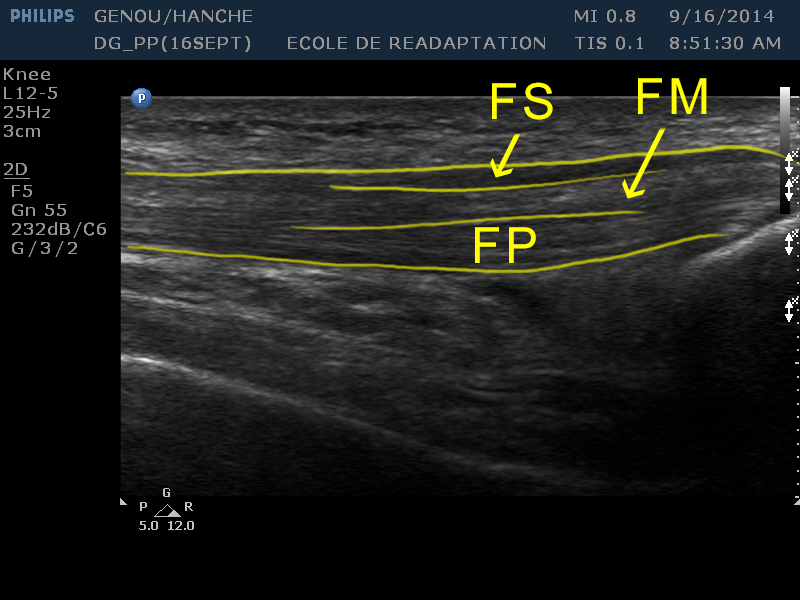 PHILIPS GENOU/HANCHE MI 0.8 9/16/2014
DG_PP(16SEPT) ECOLE DE READAPTATION TIS 0.1 8:51:30 AM
Knee
L12-5
25Hz
3cm
2D
F5
Gn 55
232dB/C6
G/3/2
P
FS
FM
FP
G
P R
5.0 12.0